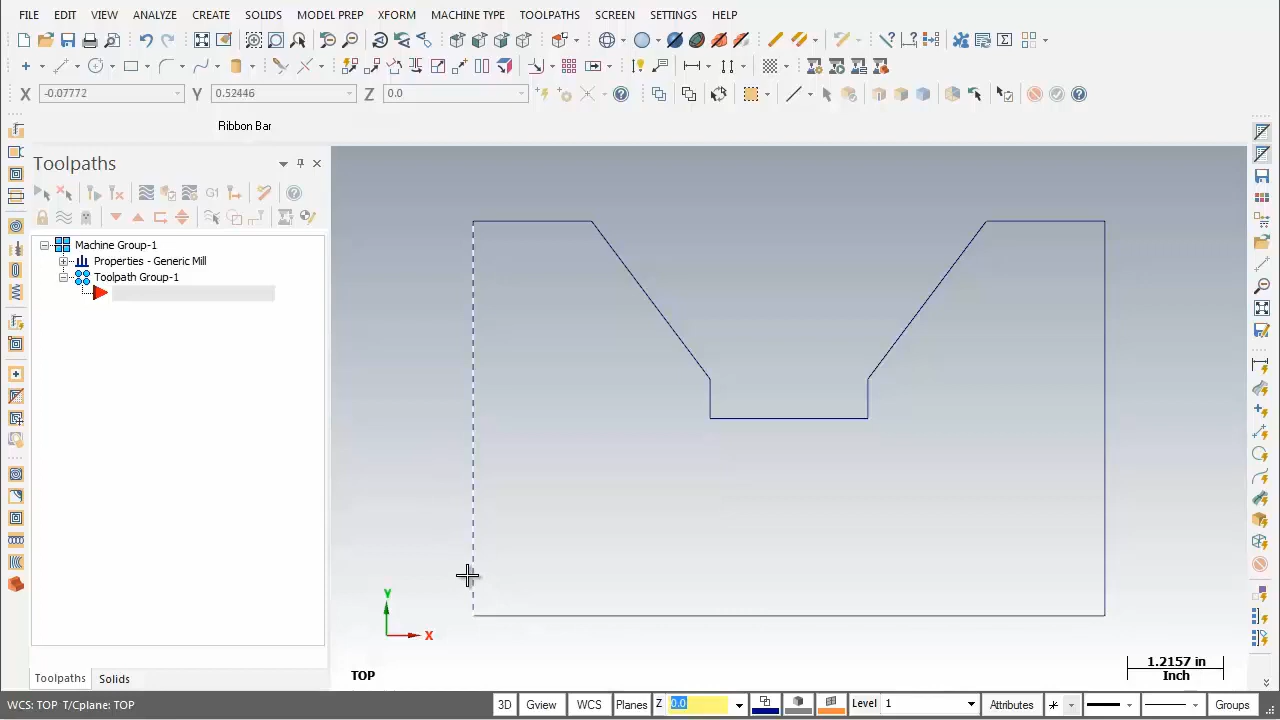 FILE EDIT VIEW ANALYZE CREATE SOLIDS MODEL PREP XFORM MACHINE TYPE TOOLPATHS SCREEN SETTINGS HELP
X -0.07772 Y 0.52446 Z 0.0
Ribbon Bar
Toolpaths
G1
Machine Group-1
Properties - Generic Mill
Toolpath Group-1
Y
X
TOP
1.2157 in
Inch
Toolpaths Solids
WCS: TOP T/Cplane: TOP 3D Gview WCS Planes Z 0.0 Level 1 Attributes Groups